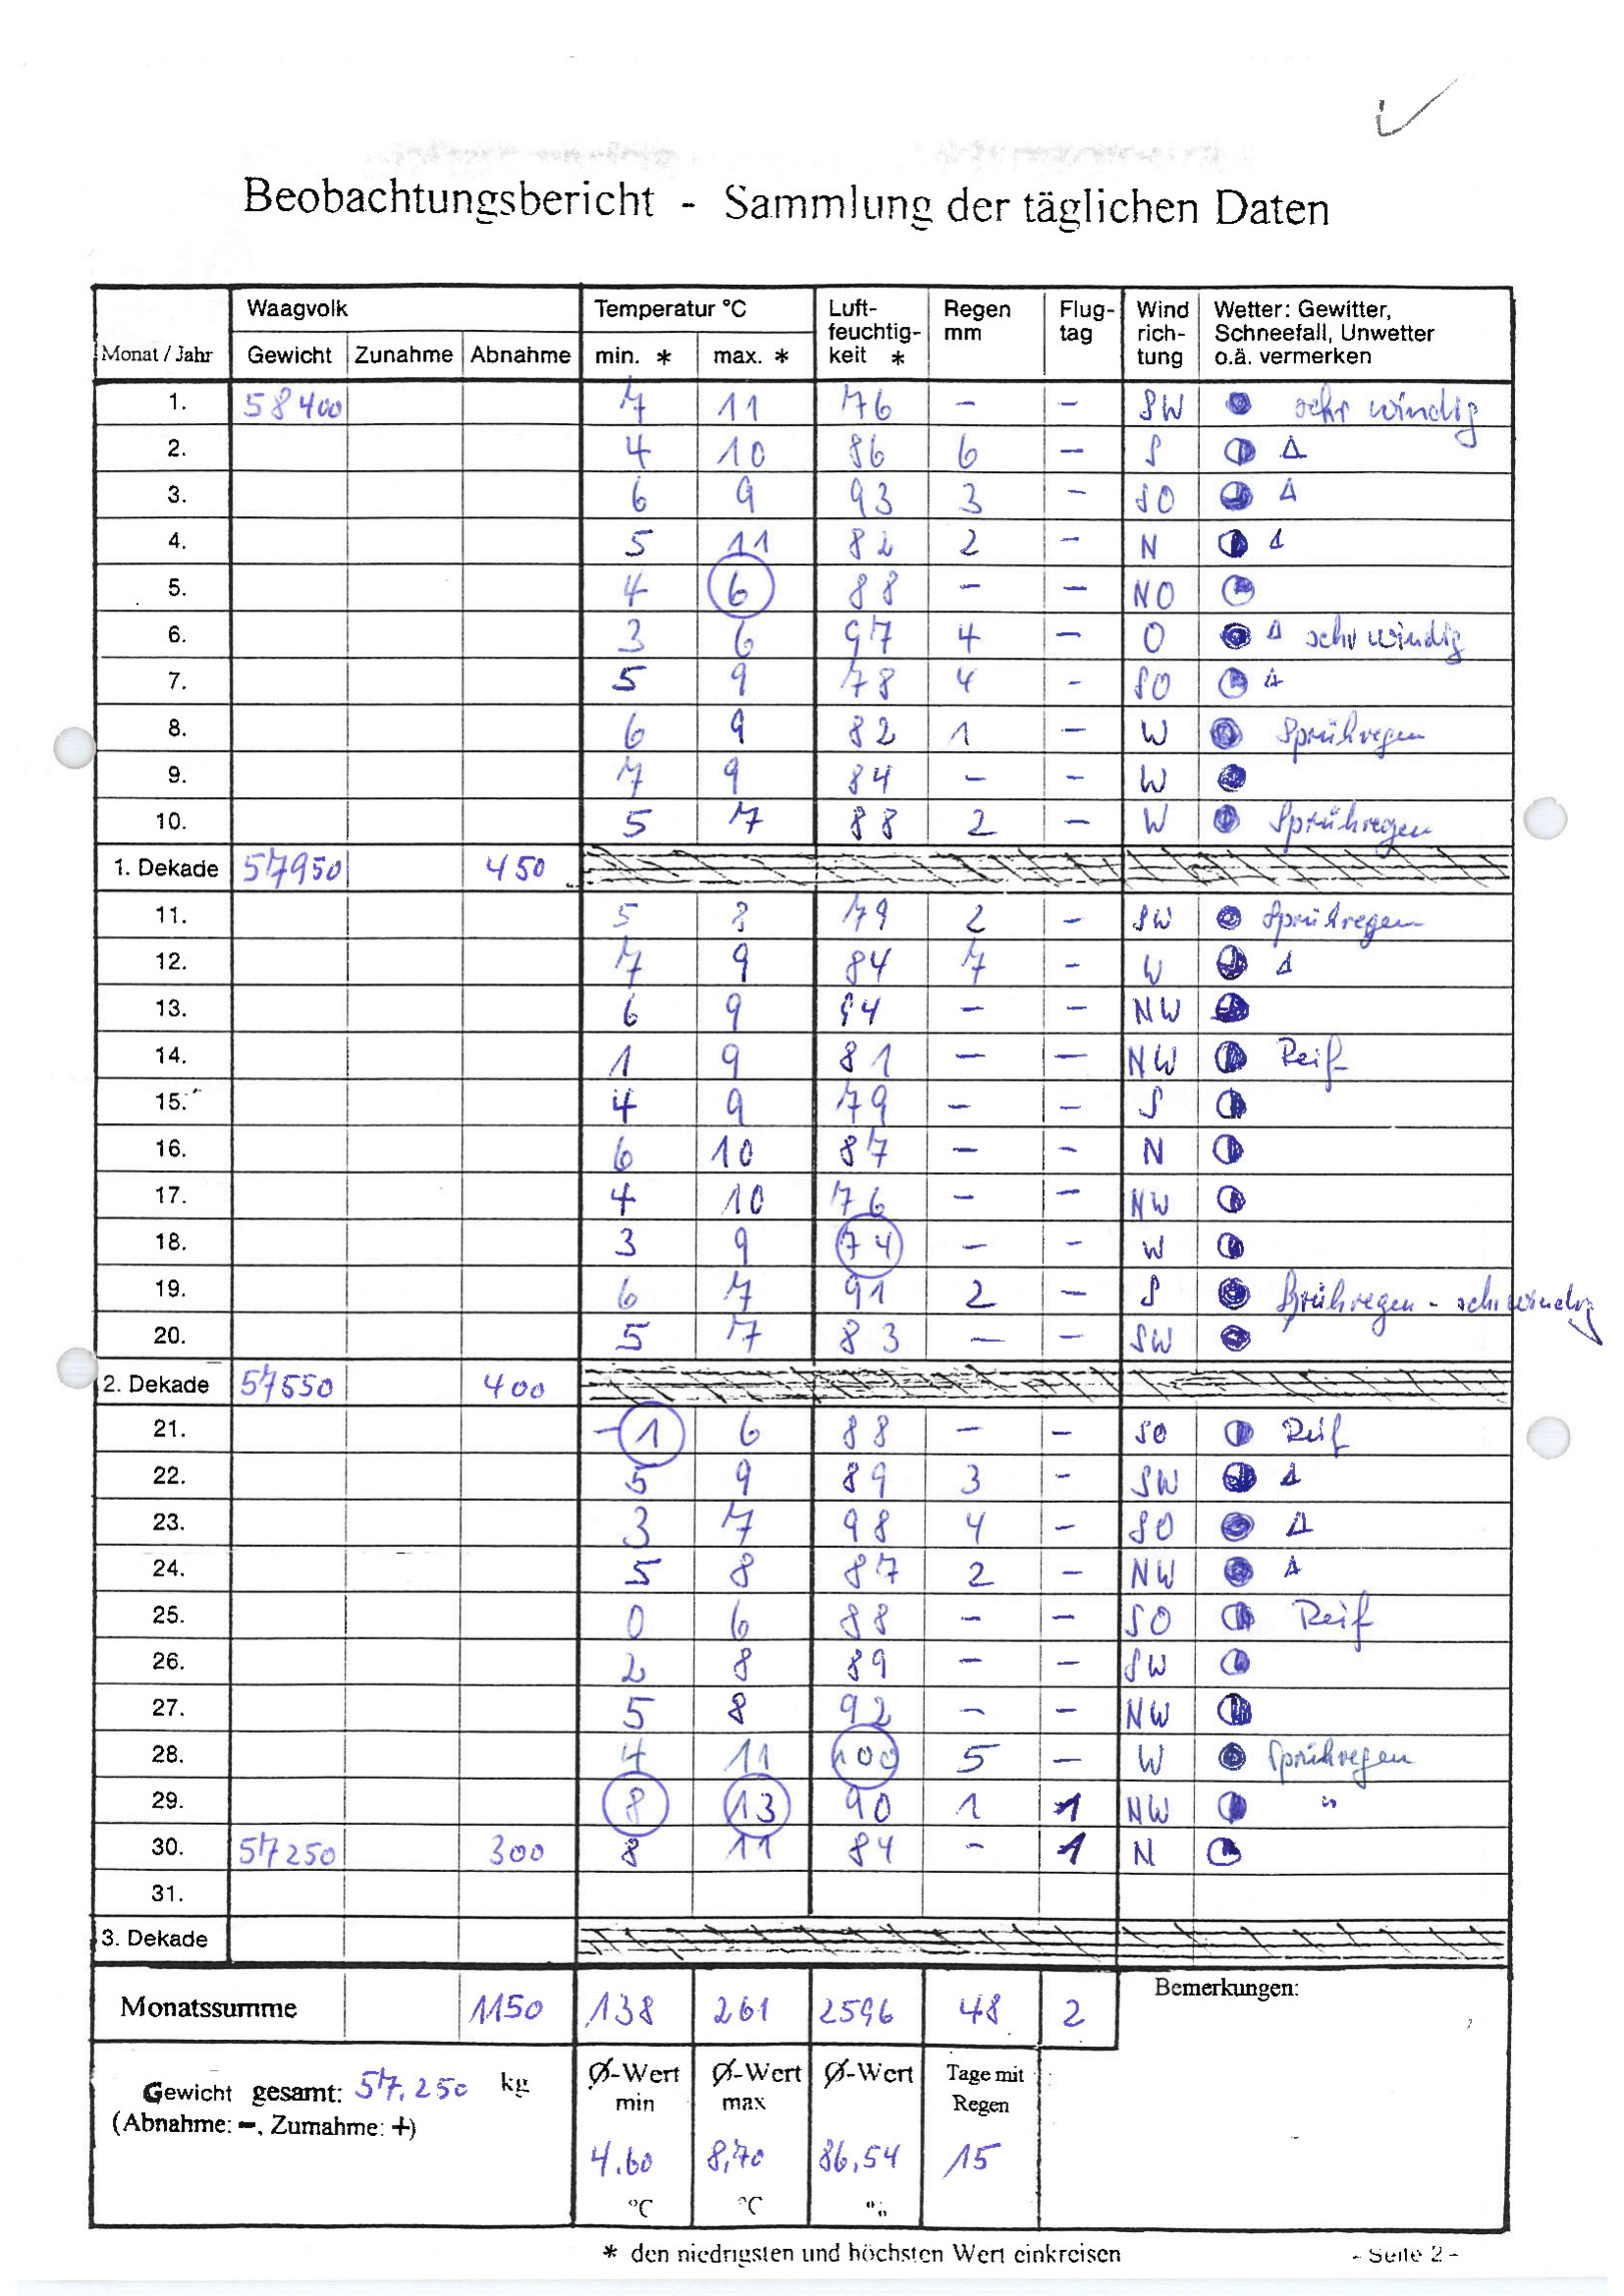 Beobachtungsbericht - Sammlung der täglichen Daten
Monat / Jahr Waagvolk Temperatur °C Luft-feuchtig-keit * Regen mm Flug-tag Wind rich-tung Wetter: Gewitter, Schneefall, Unwetter o.ä. vermerken
Gewicht Zunahme Abnahme min. * max. *
1. 58400 7 11 76 - - SW sehr windig
2. 4 10 86 6 - S Δ
3. 6 9 93 3 - SO Δ
4. 5 11 82 2 - N Δ
5. 4 6 88 - - NO
6. 3 6 97 4 - O Δ sehr windig
7. 5 9 78 4 - SO Δ
8. 6 9 82 1 - W Sprühregen
9. 7 9 84 - - W
10. 5 7 88 2 - W Sprühregen
1. Dekade 57950 450
11. 5 8 79 2 - SW Sprühregen
12. 7 9 84 7 - W Δ
13. 6 9 - - NW
14. 1 9 81 - - NW Reif
15. 4 9 79 - - S
16. 6 10 87 - - N
17. 4 10 76 - - NW
18. 3 9 74 - - W
19. 6 7 91 2 - S Sprühregen - sehr windig
20. 5 7 83 - - SW
2. Dekade 57550 400
21. -1 6 88 - - SO Reif
22. 5 9 89 3 - SW Δ
23. 3 7 98 4 - SO Δ
24. 5 8 87 2 - NW Δ
25. 0 6 88 - - SO Reif
26. 2 8 89 - - SW
27. 5 8 92 - - NW
28. 4 11 100 5 - W Sprühregen
29. 8 13 90 1 1 NW "
30. 57250 300 8 11 84 - 1 N
31.
3. Dekade
Monatssumme 1150 138 261 2596 48 2 Bemerkungen:
Gewicht gesamt: 57.250 kg
(Abnahme: -, Zumahme: +)
Ø-Wert min Ø-Wert max Ø-Wert Tage mit Regen
4.60 8,70 86,54 15
°C °C %
* den niedrigsten und höchsten Wert einkreisen
- Seite 2 -